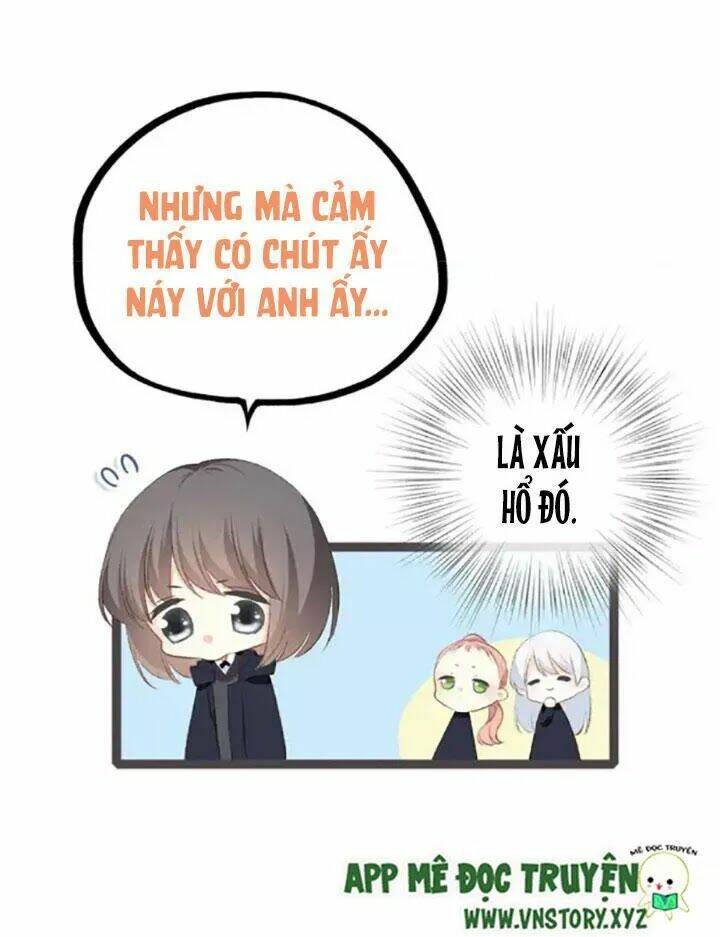 NHƯNG MÀ CẢM
THẤY CÓ CHÚT ẤY
NÁY VỚI ANH ẤY...
LÀ XẤU
HỔ ĐÓ.
MÊ ĐỌC TRUYỆN
APP MÊ ĐỌC TRUYỆN
WWW.VNSTORY.XYZ